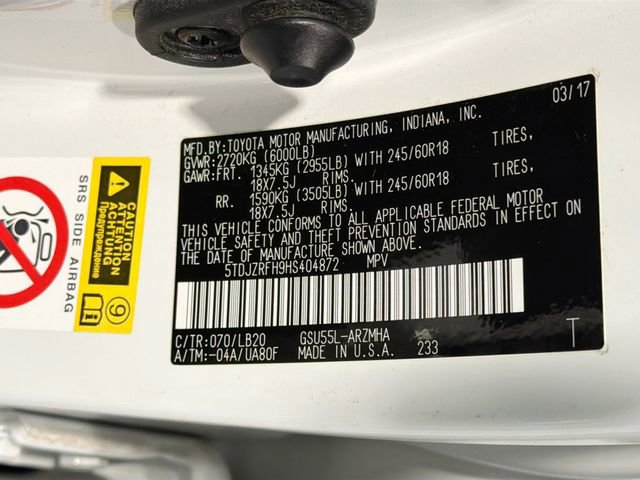 03/17
MFD.BY:TOYOTA MOTOR MANUFACTURING, INDIANA, INC.
GVWR:2720KG (6000LB)
GAWR:FRT. 1345KG (2955LB) WITH 245/60R18 TIRES,
18X7.5J RIMS.
RR. 1590KG (3505LB) WITH 245/60R18 TIRES,
18X7.5J RIMS.
THIS VEHICLE CONFORMS TO ALL APPLICABLE FEDERAL MOTOR
VEHICLE SAFETY AND THEFT PREVENTION STANDARDS IN EFFECT ON
THE DATE OF MANUFACTURE SHOWN ABOVE.
5TDJZRFH9HS404872 MPV
C/TR:070/LB20 GSU55L-ARZMHA T
A/TM:-04A/UA80F MADE IN U.S.A. 233
SRS SIDE AIRBAG
CAUTION
ATTENTION
ACHTUNG
Предупреждение
9